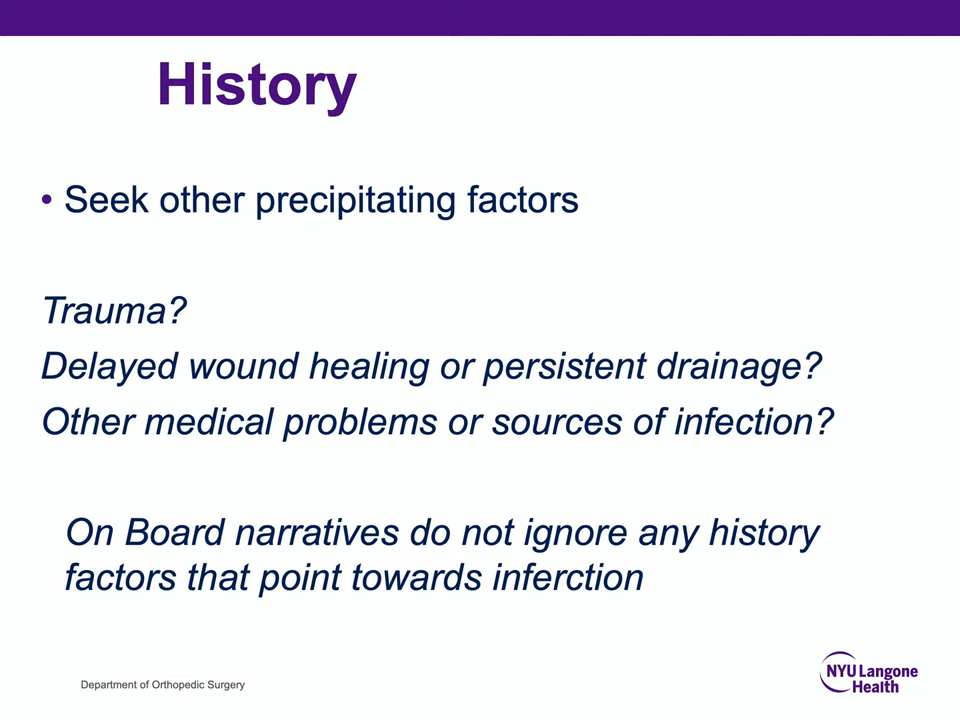 History
• Seek other precipitating factors
Trauma?
Delayed wound healing or persistent drainage?
Other medical problems or sources of infection?
On Board narratives do not ignore any history
factors that point towards inferction
Department of Orthopedic Surgery
NYU Langone
Health